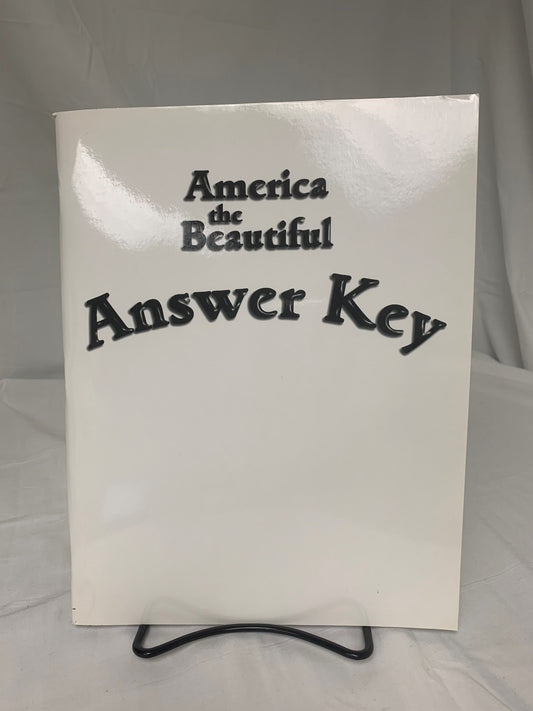 America
the
Beautiful
Answer Key